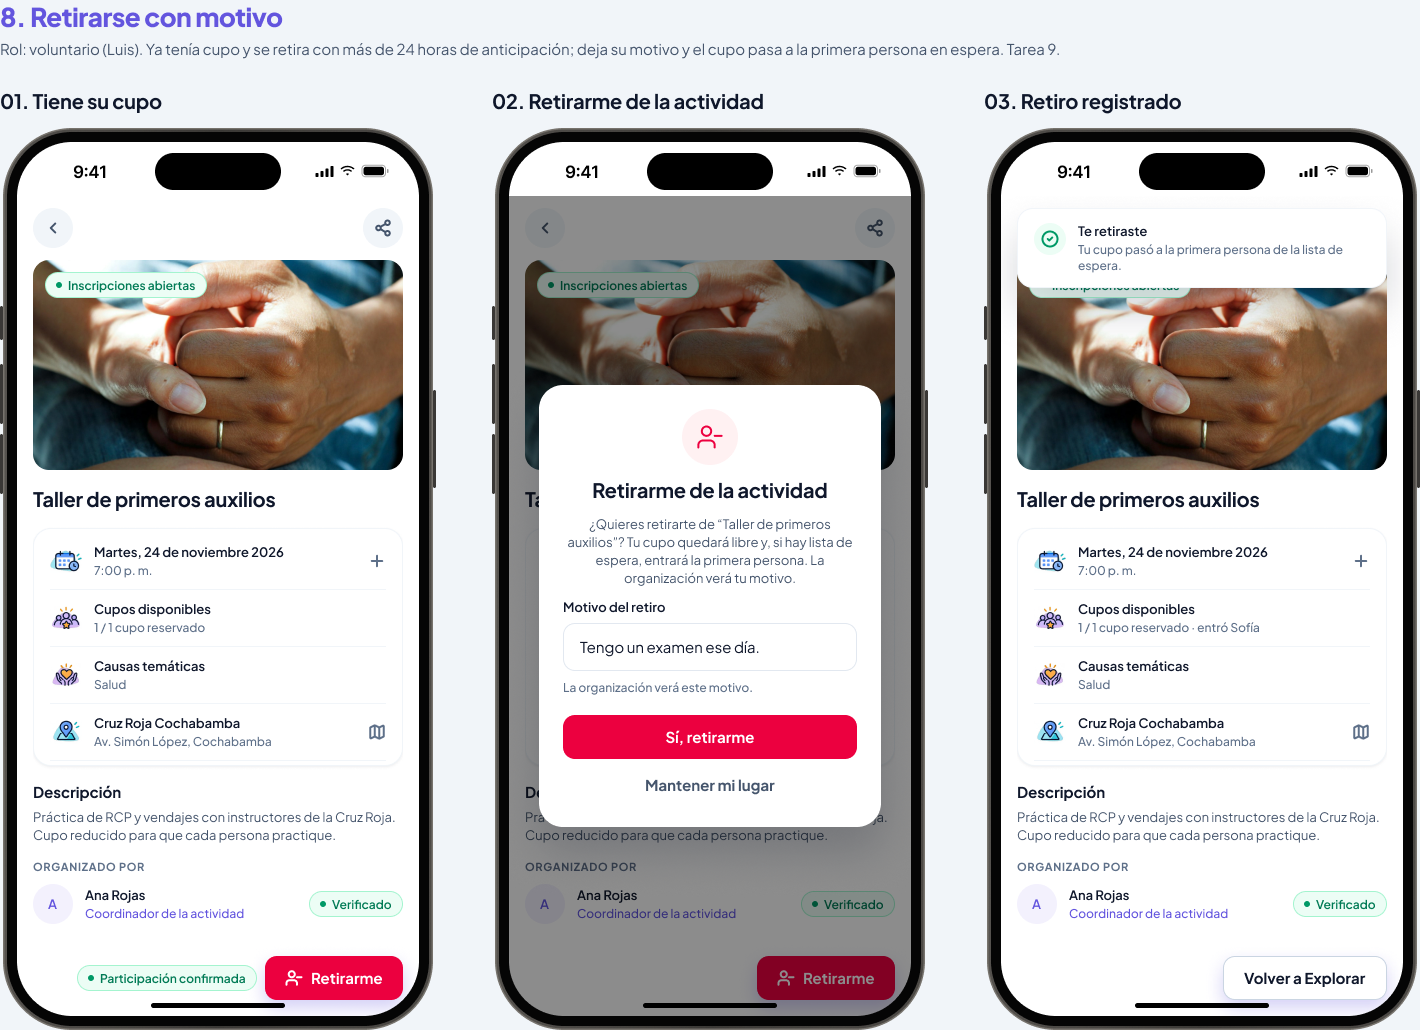 8. Retirarse con motivo
Rol: voluntario (Luis). Ya tenía cupo y se retira con más de 24 horas de anticipación; deja su motivo y el cupo pasa a la primera persona en espera. Tarea 9.
01. Tiene su cupo
9:41
Inscripciones abiertas
Taller de primeros auxilios
Martes, 24 de noviembre 2026
7:00 p. m.
Cupos disponibles
1 / 1 cupo reservado
Causas temáticas
Salud
Cruz Roja Cochabamba
Av. Simón López, Cochabamba
Descripción
Práctica de RCP y vendajes con instructores de la Cruz Roja.
Cupo reducido para que cada persona practique.
ORGANIZADO POR
A
Ana Rojas
Coordinador de la actividad
Verificado
Participación confirmada
Retirarme
02. Retirarme de la actividad
9:41
Inscripciones abiertas
Ta
Retirarme de la actividad
¿Quieres retirarte de “Taller de primeros
auxilios”? Tu cupo quedará libre y, si hay lista de
espera, entrará la primera persona. La
organización verá tu motivo.
Motivo del retiro
Tengo un examen ese día.
La organización verá este motivo.
Sí, retirarme
Mantener mi lugar
De
Prá
ja.
Cupo reducido para que cada persona practique.
ORGANIZADO POR
A
Ana Rojas
Coordinador de la actividad
Verificado
Retirarme
03. Retiro registrado
9:41
Te retiraste
Tu cupo pasó a la primera persona de la lista de
espera.
Inscripciones abiertas
Taller de primeros auxilios
Martes, 24 de noviembre 2026
7:00 p. m.
Cupos disponibles
1 / 1 cupo reservado · entró Sofía
Causas temáticas
Salud
Cruz Roja Cochabamba
Av. Simón López, Cochabamba
Descripción
Práctica de RCP y vendajes con instructores de la Cruz Roja.
Cupo reducido para que cada persona practique.
ORGANIZADO POR
A
Ana Rojas
Coordinador de la actividad
Verificado
Volver a Explorar